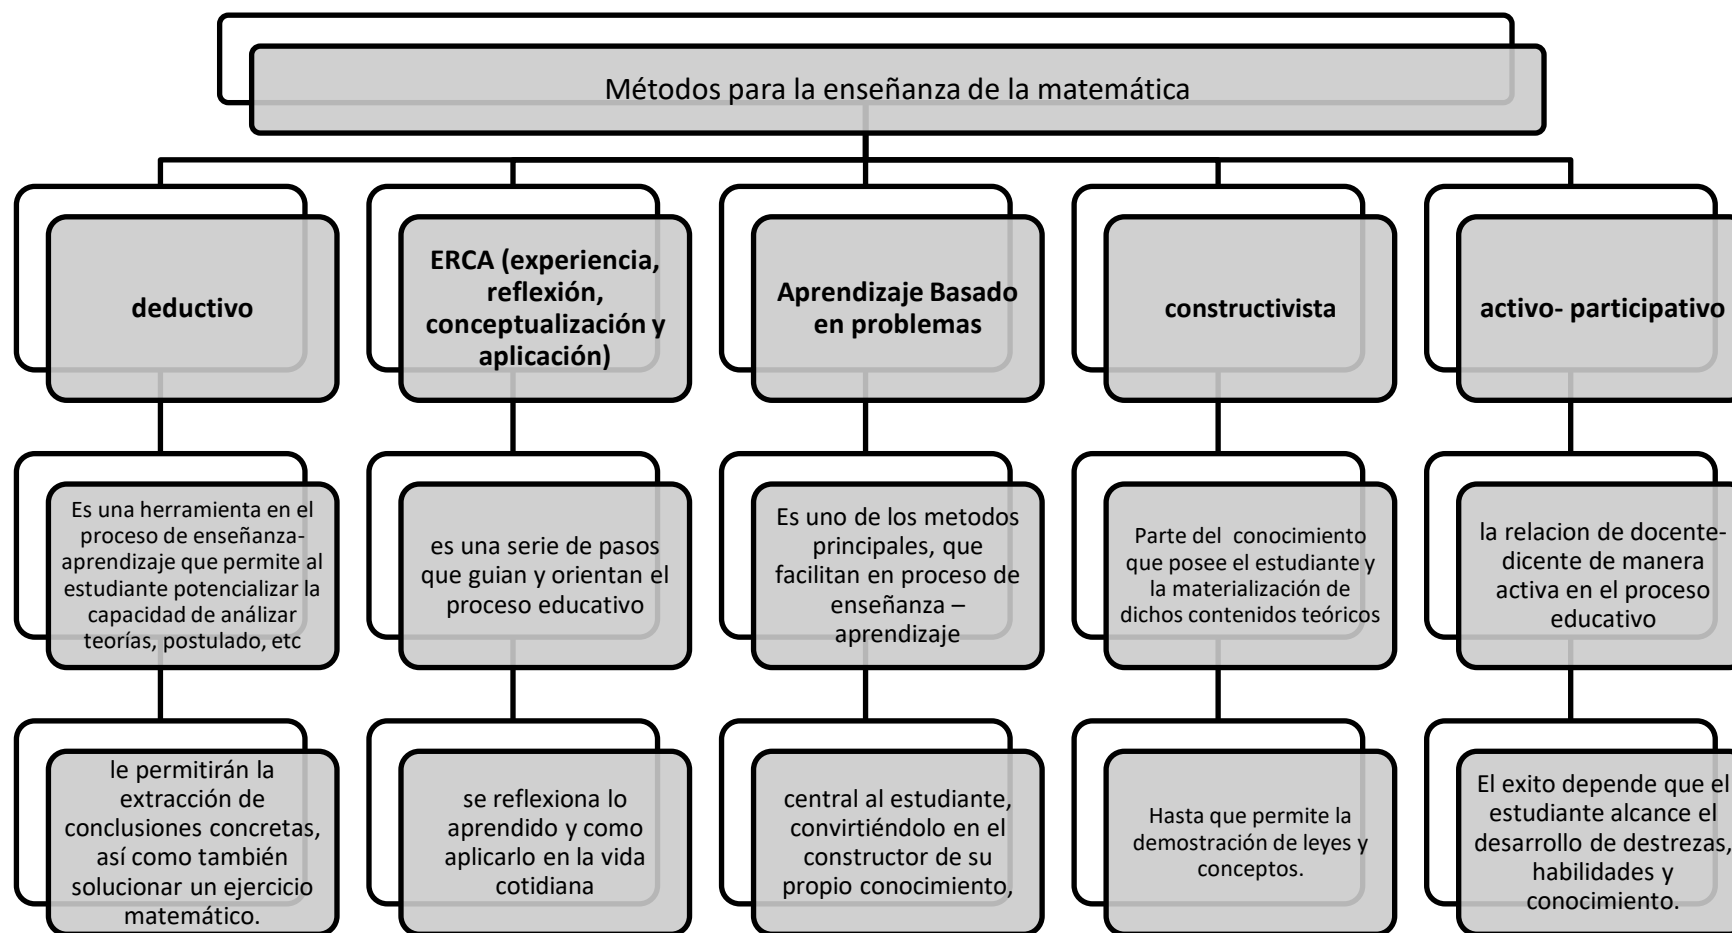 Métodos para la enseñanza de la matemática
deductivo
ERCA (experiencia,
reflexión,
conceptualización y
aplicación)
Aprendizaje Basado
en problemas
constructivista
activo- participativo
Es una herramienta en el
proceso de enseñanza-
aprendizaje que permite al
estudiante potencializar la
capacidad de análizar
teorías, postulado, etc
es una serie de pasos
que guian y orientan el
proceso educativo
Es uno de los metodos
principales, que
facilitan en proceso de
enseñanza –
aprendizaje
Parte del  conocimiento
que posee el estudiante y
la materialización de
dichos contenidos teóricos
la relacion de docente-
dicente de manera
activa en el proceso
educativo
le permitirán la
extracción de
conclusiones concretas,
así como también
solucionar un ejercicio
matemático.
se reflexiona lo
aprendido y como
aplicarlo en la vida
cotidiana
central al estudiante,
convirtiéndolo en el
constructor de su
propio conocimiento,
Hasta que permite la
demostración de leyes y
conceptos.
El exito depende que el
estudiante alcance el
desarrollo de destrezas,
habilidades y
conocimiento.